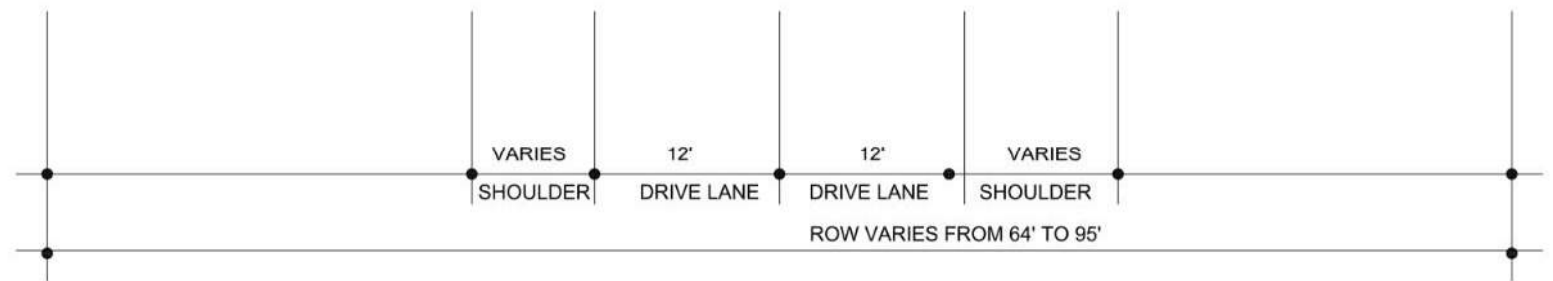 VARIES 12' 12' VARIES
SHOULDER DRIVE LANE DRIVE LANE SHOULDER
ROW VARIES FROM 64' TO 95'